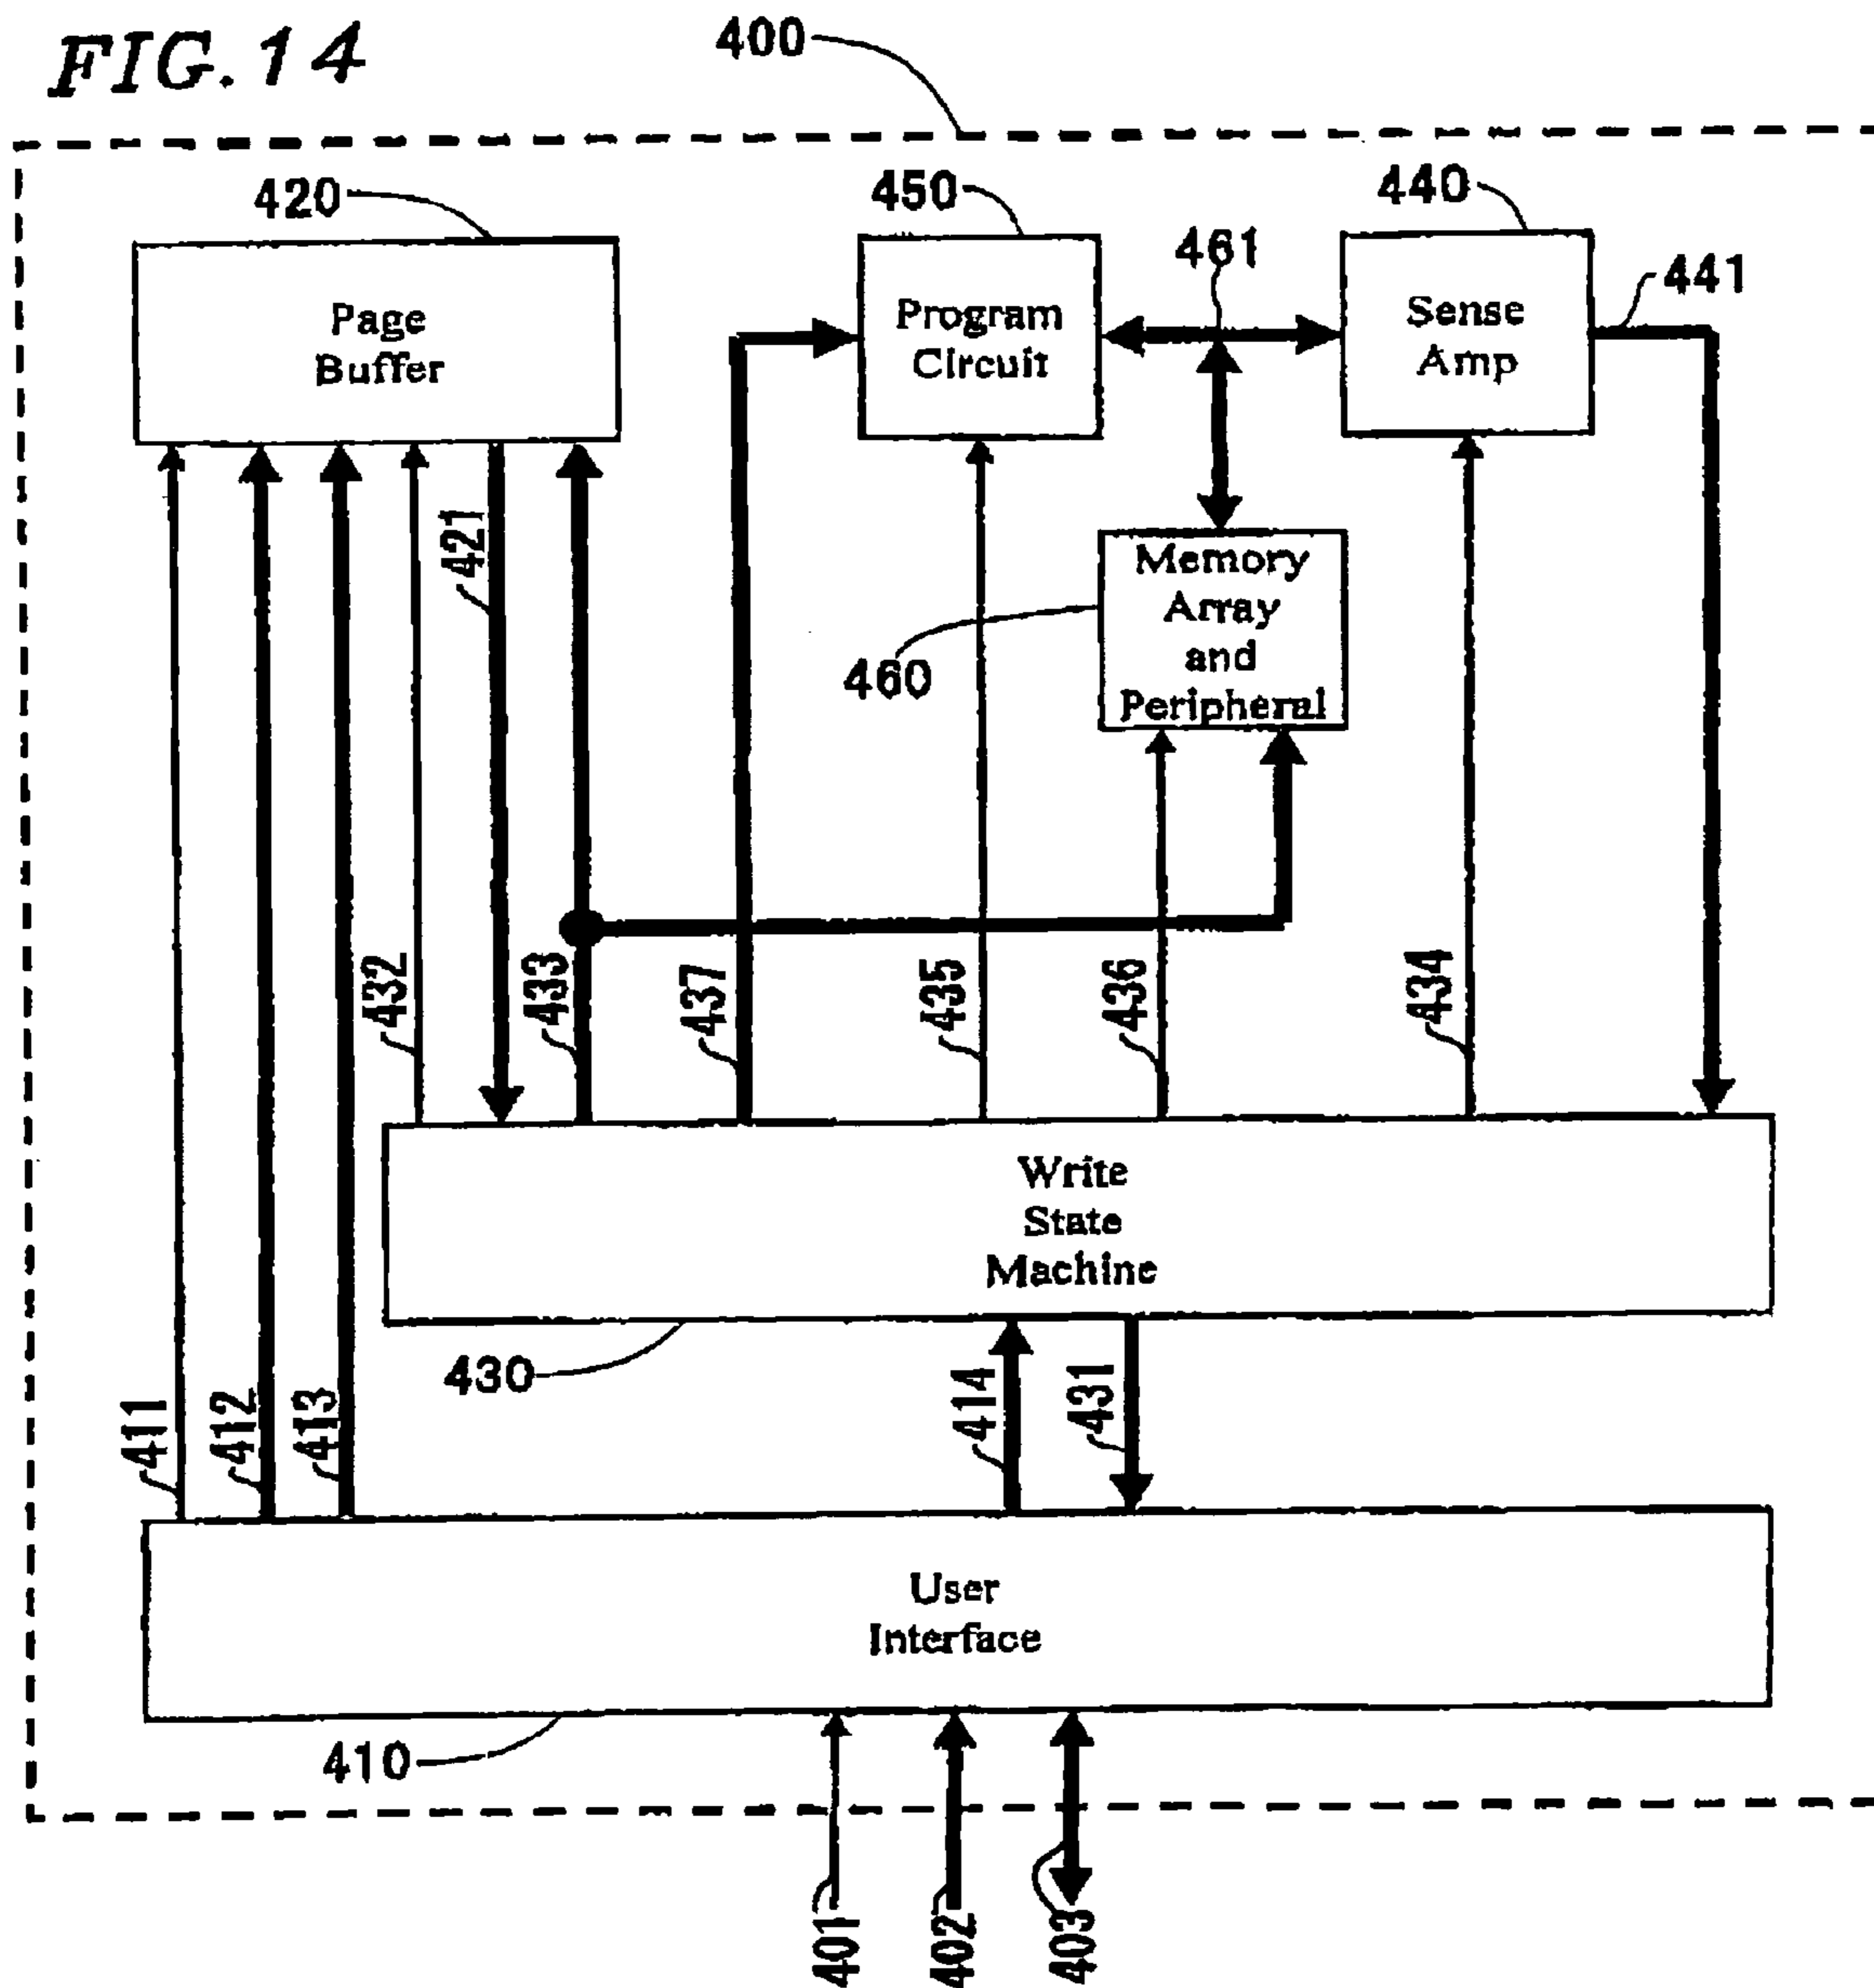 FIG.14
400
420
450
440
461
441
Page
Buffer
Program
Circuit
Sense
Amp
421
Memory
Array
and
Peripheral
460
432
433
437
435
436
434
Write
State
Machine
430
414
431
411
412
413
User
Interface
410
401
402
403